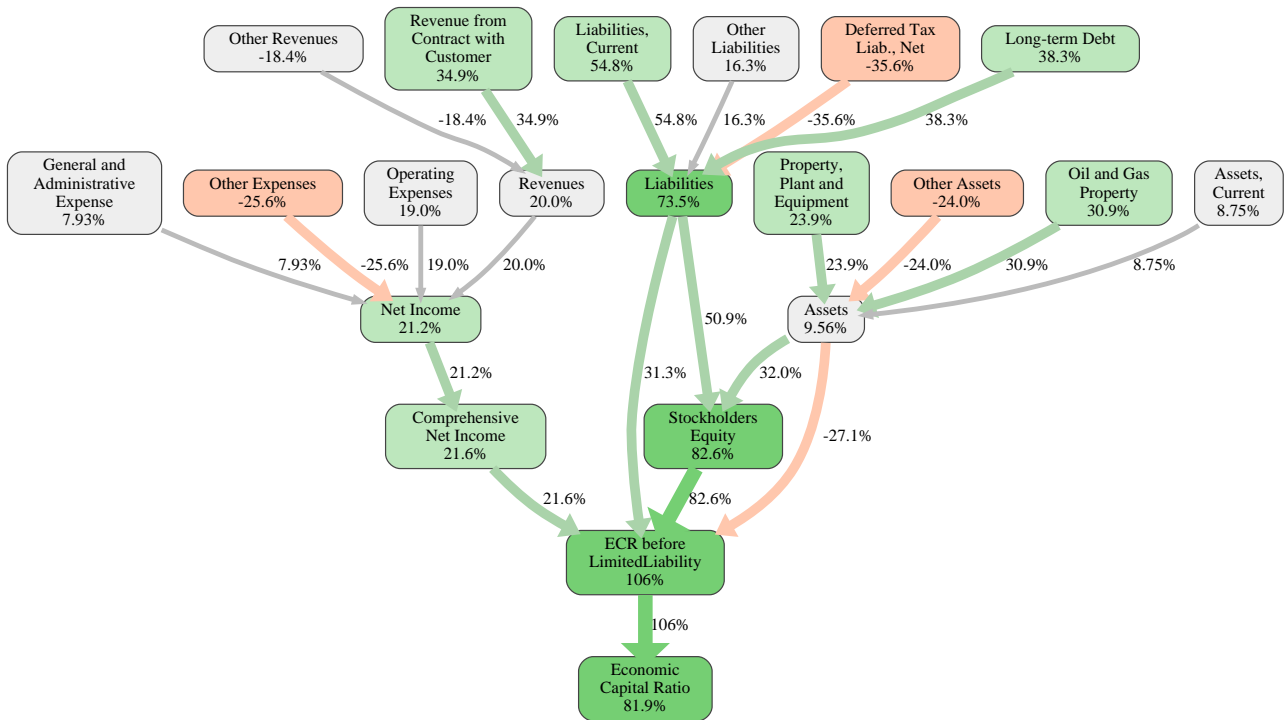 Other Revenues
-18.4%
Revenue from
Contract with
Customer
34.9%
Liabilities,
Current
54.8%
Other
Liabilities
16.3%
Deferred Tax
Liab., Net
-35.6%
Long-term Debt
38.3%
-18.4%
34.9%
54.8%
16.3%
-35.6%
38.3%
General and
Administrative
Expense
7.93%
Other Expenses
-25.6%
Operating
Expenses
19.0%
Revenues
20.0%
Liabilities
73.5%
Property,
Plant and
Equipment
23.9%
Other Assets
-24.0%
Oil and Gas
Property
30.9%
Assets,
Current
8.75%
7.93%
-25.6%
19.0%
20.0%
23.9%
-24.0%
30.9%
8.75%
Net Income
21.2%
50.9%
Assets
9.56%
21.2%
31.3%
32.0%
Comprehensive
Net Income
21.6%
Stockholders
Equity
82.6%
-27.1%
21.6%
82.6%
ECR before
LimitedLiability
106%
106%
Economic
Capital Ratio
81.9%